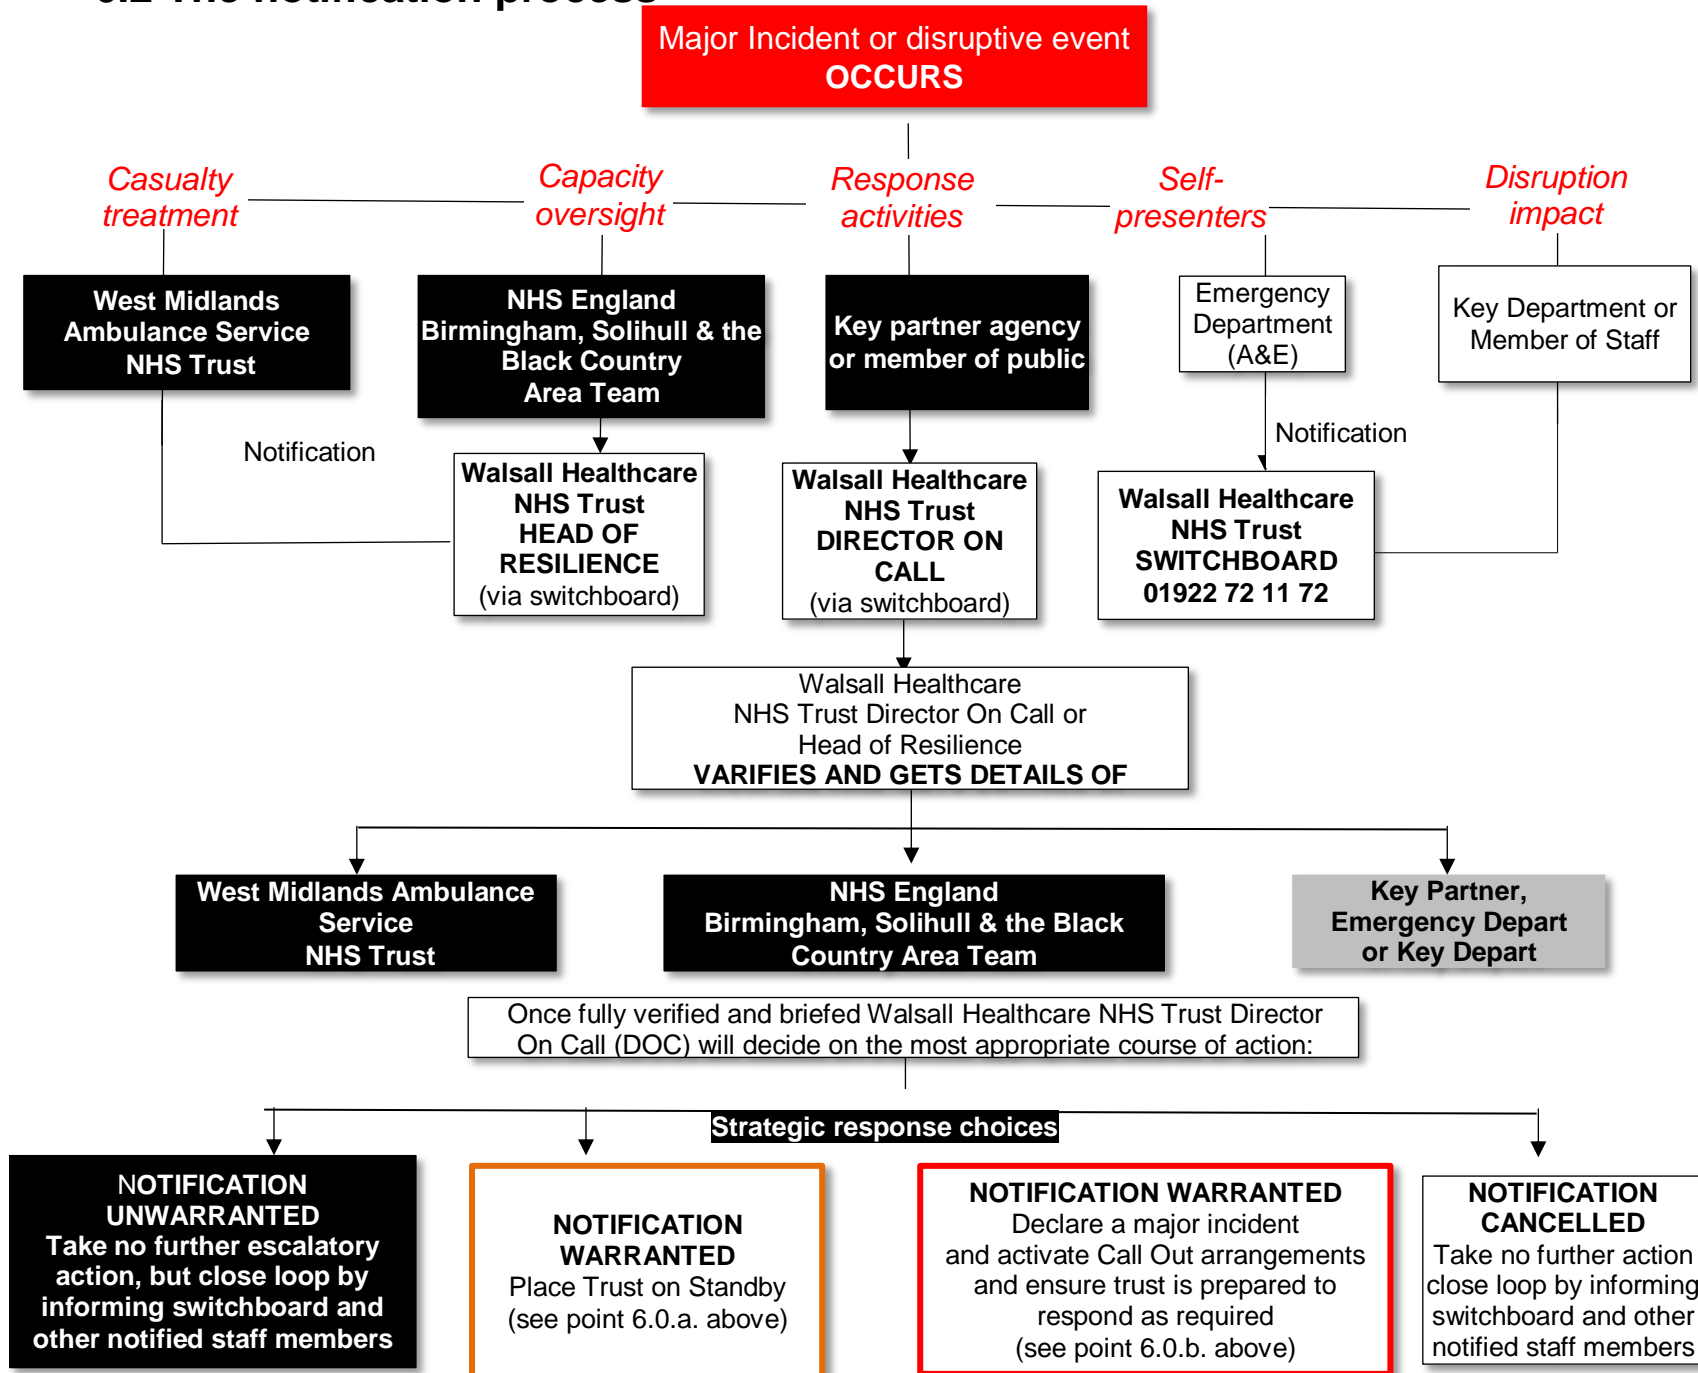 The notification process
Major Incident or disruptive event
OCCURS
Casualty
treatment
Capacity
oversight
Response
activities
Self-
presenters
Disruption
impact
West Midlands
Ambulance Service
NHS Trust
NHS England
Birmingham, Solihull & the
Black Country
Area Team
Key partner agency
or member of public
Emergency
Department
(A&E)
Key Department or
Member of Staff
Notification
Notification
Walsall Healthcare
NHS Trust
HEAD OF
RESILIENCE
(via switchboard)
Walsall Healthcare
NHS Trust
DIRECTOR ON
CALL
(via switchboard)
Walsall Healthcare
NHS Trust
SWITCHBOARD
01922 72 11 72
Walsall Healthcare
NHS Trust Director On Call or
Head of Resilience
VARIFIES AND GETS DETAILS OF
West Midlands Ambulance
Service
NHS Trust
NHS England
Birmingham, Solihull & the Black
Country Area Team
Key Partner,
Emergency Depart
or Key Depart
Once fully verified and briefed Walsall Healthcare NHS Trust Director
On Call (DOC) will decide on the most appropriate course of action:
Strategic response choices
NOTIFICATION
UNWARRANTED
Take no further escalatory
action, but close loop by
informing switchboard and
other notified staff members
NOTIFICATION
WARRANTED
Place Trust on Standby
(see point 6.0.a. above)
NOTIFICATION WARRANTED
Declare a major incident
and activate Call Out arrangements
and ensure trust is prepared to
respond as required
(see point 6.0.b. above)
NOTIFICATION
CANCELLED
Take no further action
close loop by informing
switchboard and other
notified staff members